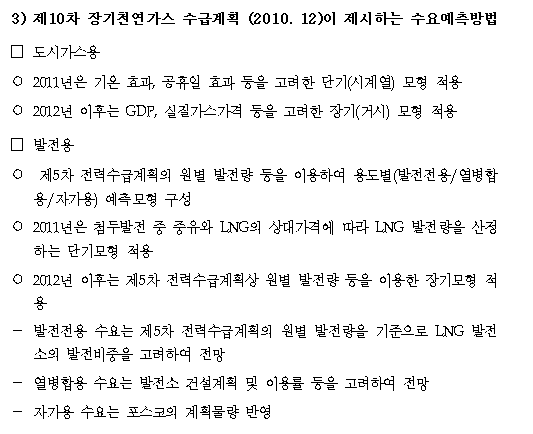 3) 제10차 장기천연가스 수급계획 (2010. 12)이 제시하는 수요예측방법
□ 도시가스용
○ 2011년은 기온 효과, 공휴일 효과 등을 고려한 단기(시계열) 모형 적용
○ 2012년 이후는 GDP, 실질가스가격 등을 고려한 장기(거시) 모형 적용
□ 발전용
○ 제5차 전력수급계획의 원별 발전량 등을 이용하여 용도별(발전전용/열병합
용/자가용) 예측모형 구성
○ 2011년은 첨두발전 중 중유와 LNG의 상대가격에 따라 LNG 발전량을 산정
하는 단기모형 적용
○ 2012년 이후는 제5차 전력수급계획상 원별 발전량 등을 이용한 장기모형 적
용
- 발전전용 수요는 제5차 전력수급계획의 원별 발전량을 기준으로 LNG 발전
소의 발전비중을 고려하여 전망
- 열병합용 수요는 발전소 건설계획 및 이용률 등을 고려하여 전망
- 자가용 수요는 포스코의 계획물량 반영